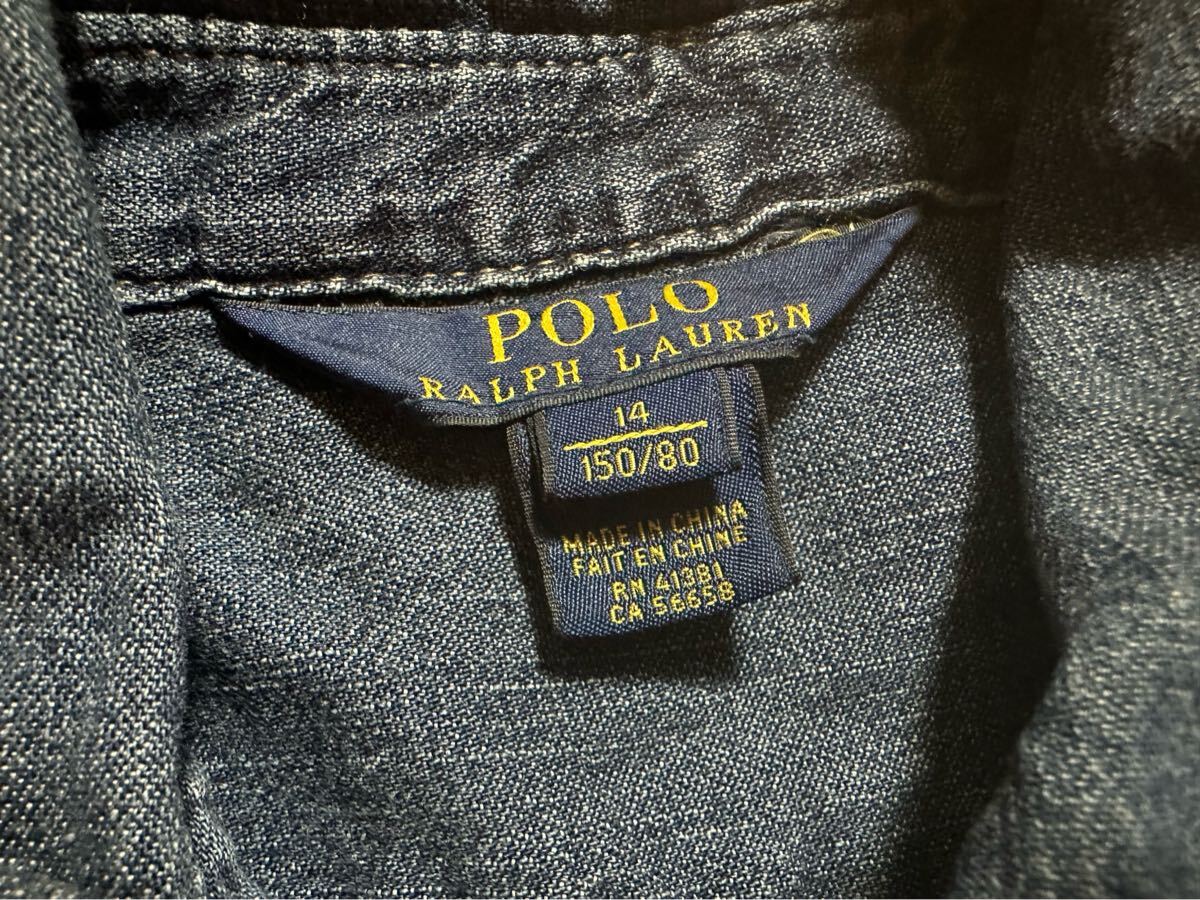 POLO
RALPH LAUREN
14
150/80
MADE IN CHINA
FAIT EN CHINE
RN 41381
CA 56658